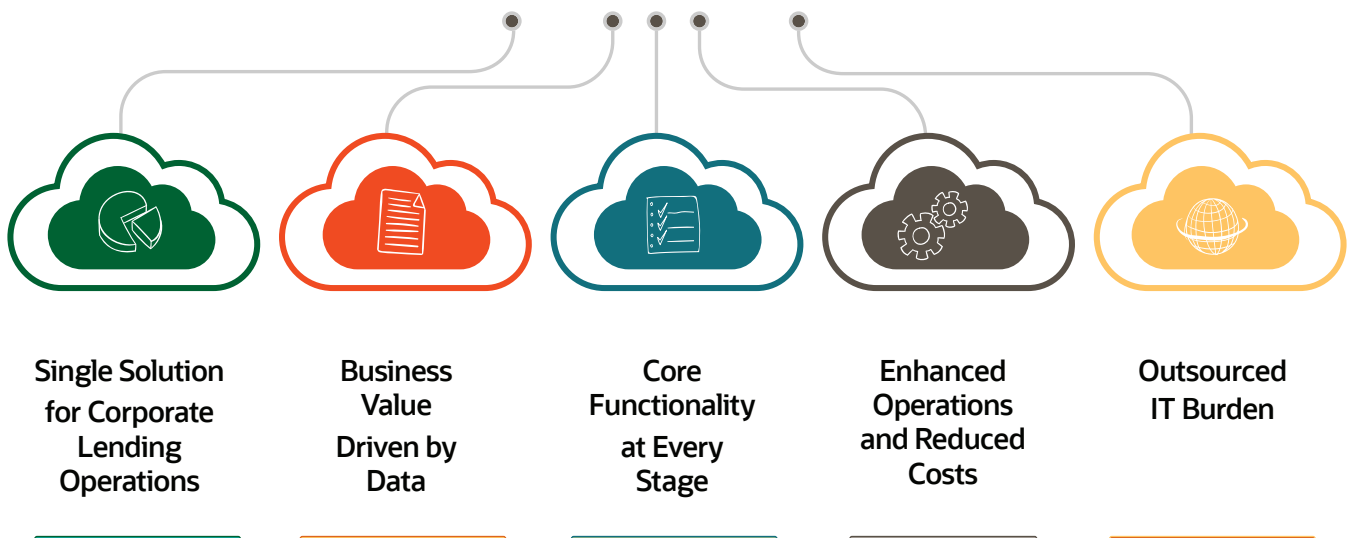 Single Solution
for Corporate
Lending
Operations
Business
Value
Driven by
Data
Core
Functionality
at Every
Stage
Enhanced
Operations
and Reduced
Costs
Outsourced
IT Burden